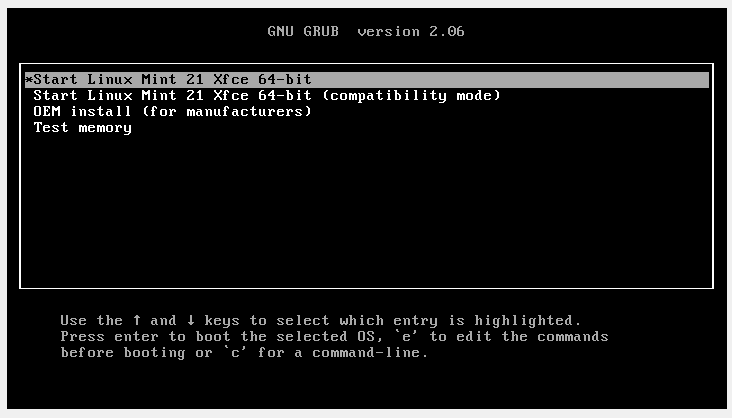 GNU GRUB  version 2.06
*Start Linux Mint 21 Xfce 64-bit
Start Linux Mint 21 Xfce 64-bit (compatibility mode)
OEM install (for manufacturers)
Test memory
Use the ↑ and ↓ keys to select which entry is highlighted.
Press enter to boot the selected OS, `e' to edit the commands
before booting or `c' for a command-line.